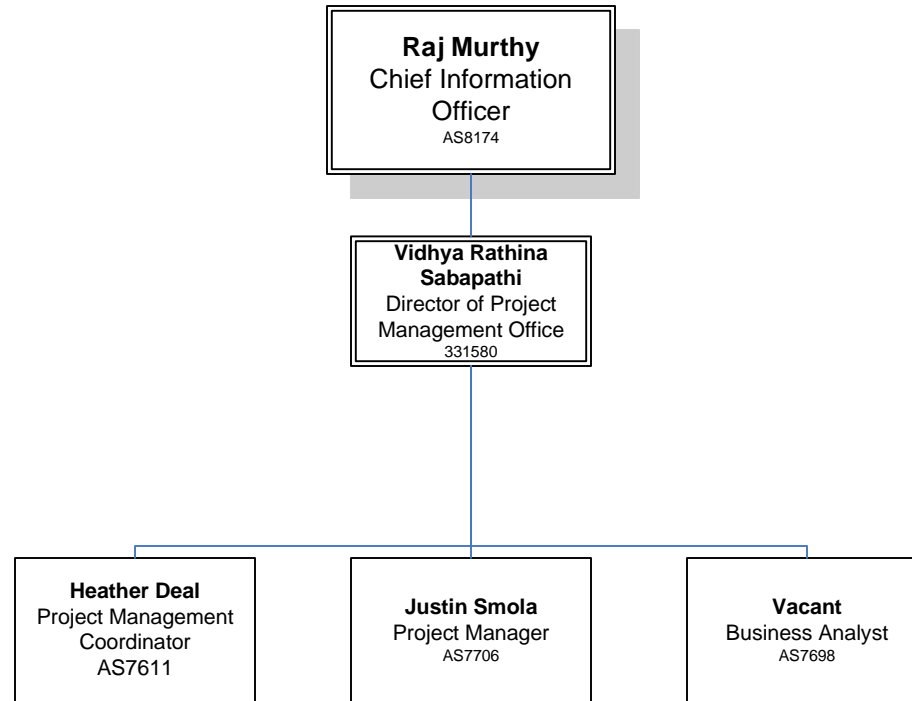 Raj Murthy
Chief Information
Officer
AS8174
Vidhya Rathina
Sabapathi
Director of Project
Management Office
331580
Heather Deal
Project Management
Coordinator
AS7611
Justin Smola
Project Manager
AS7706
Vacant
Business Analyst
AS7698